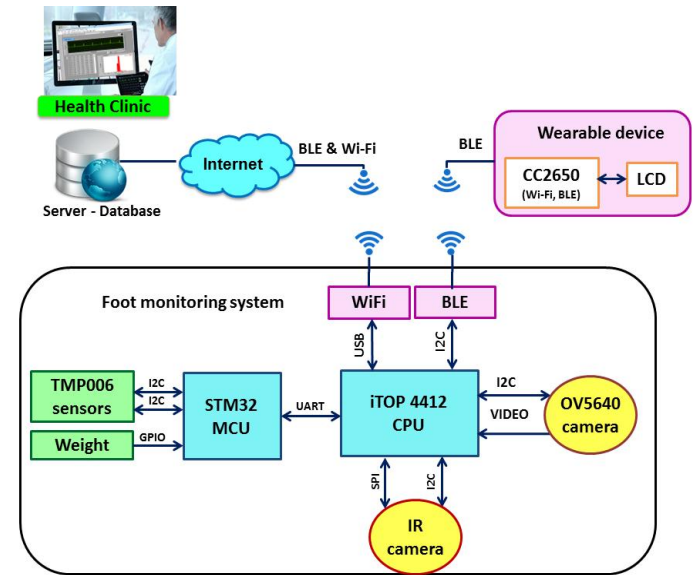 Health Clinic
Server - Database
Internet
BLE & Wi-Fi
BLE
Wearable device
CC2650
(Wi-Fi, BLE)
LCD
Foot monitoring system
WiFi
BLE
USB
I2C
TMP006
sensors
I2C
I2C
Weight
GPIO
STM32
MCU
UART
iTOP 4412
CPU
I2C
VIDEO
OV5640
camera
SPI
I2C
IR
camera